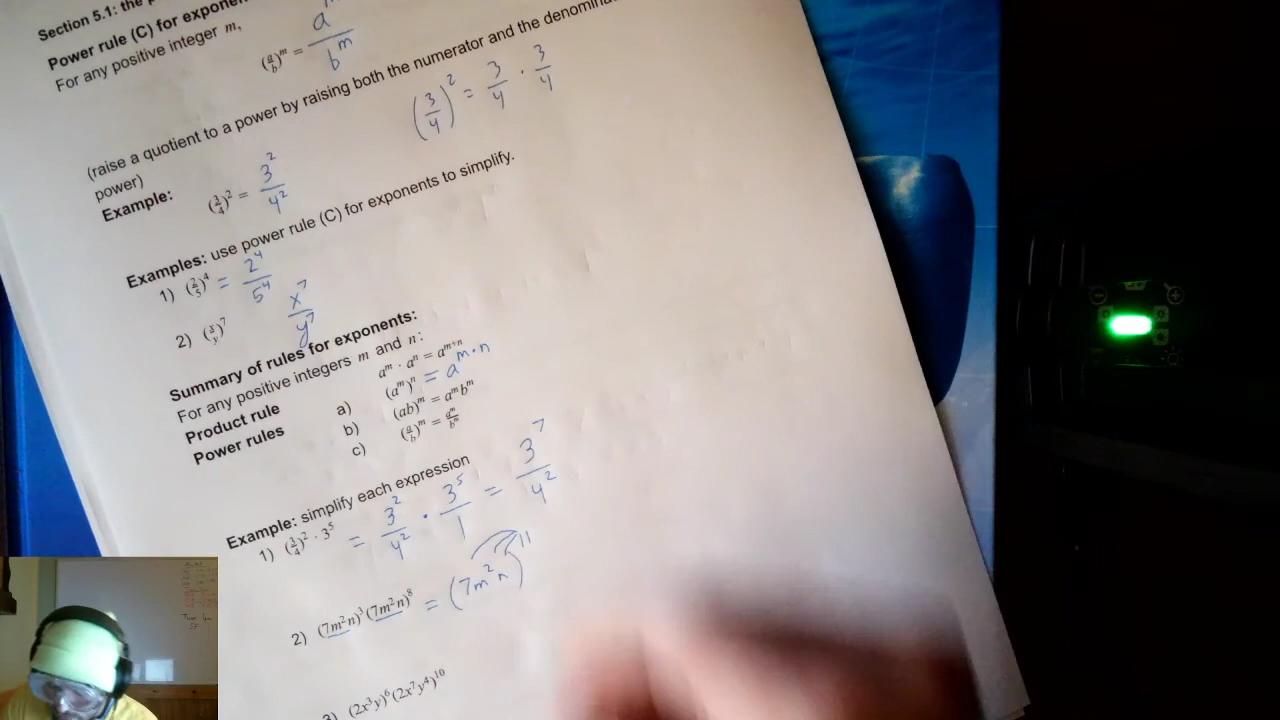 Section 5.1: the
Power rule (C) for expone
For any positive integer m,
(a/b)^m = a^m/b^m
(raise a quotient to a power by raising both the numerator and the denomina
power)
(3/4)^2 = 3/4 · 3/4
Example: (3/4)^2 = 3^2/4^2
Examples: use power rule (C) for exponents to simplify.
1) (2/5)^4 = 2^4/5^4
2) (x/y)^7 x^7/y^7
Summary of rules for exponents:
For any positive integers m and n:
Product rule a^m · a^n = a^m+n
Power rules a) (a^m)^n = a^m·n
b) (ab)^m = a^m b^m
c) (a/b)^m = a^m/b^m
Example: simplify each expression
1) (3/4)^2 · 3^5 = 3^2/4^2 · 3^5/1 = 3^7/4^2
2) (7m^2n)^3 (7m^2n)^8 = (7m^2n)^11
3) (2x^3y)^6(2x^7y^4)^10